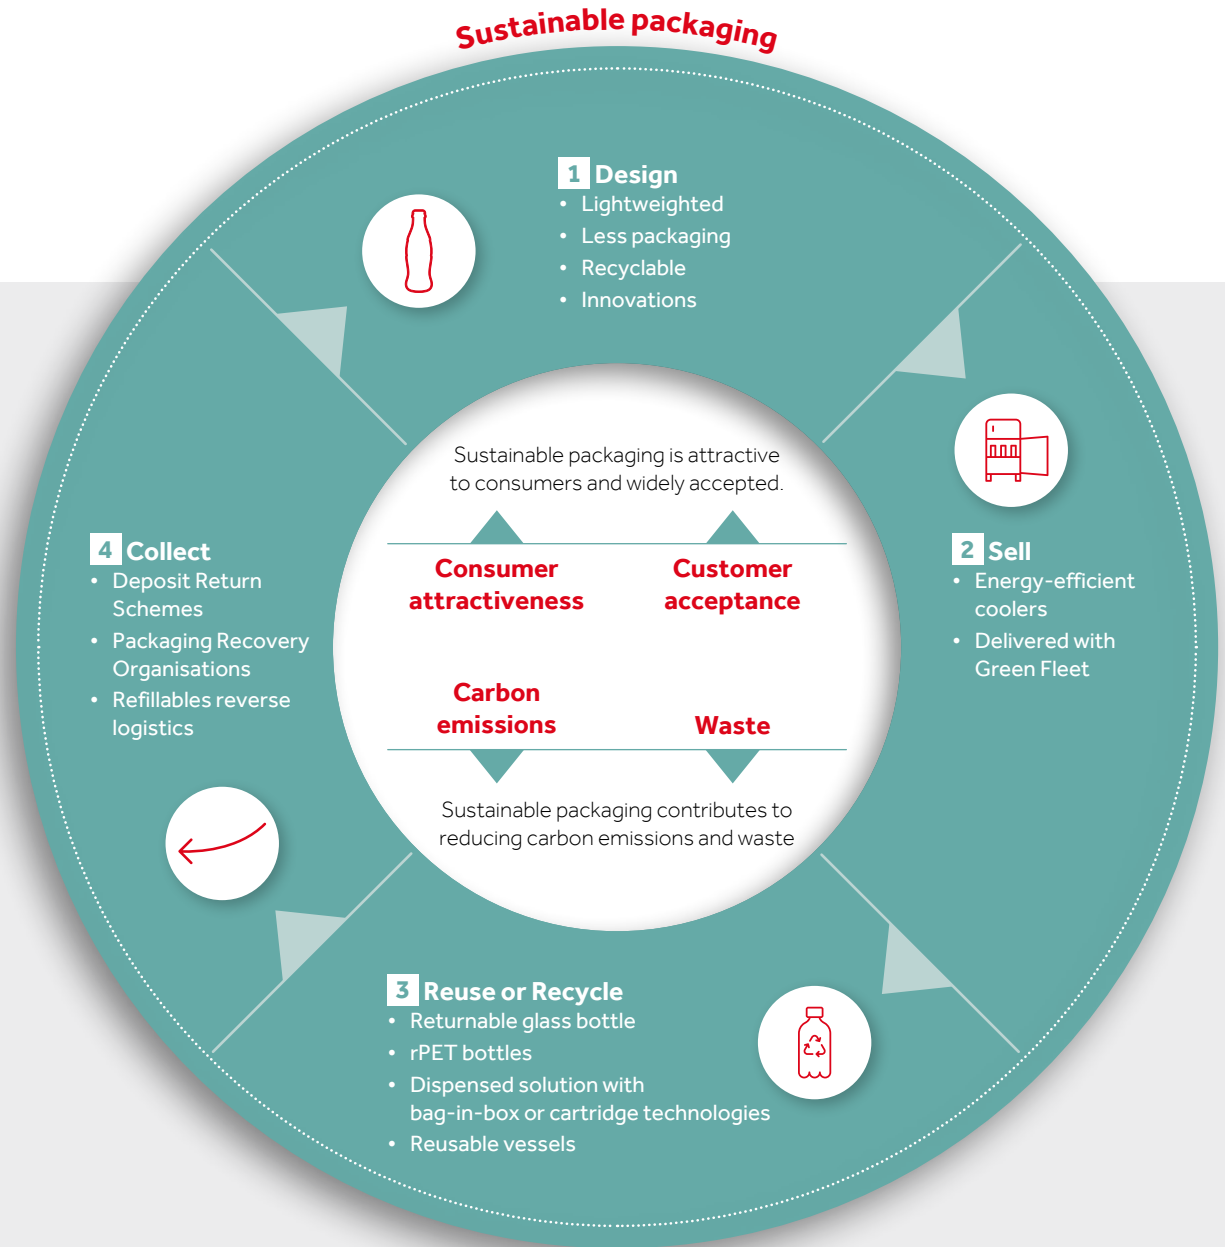 Sustainable packaging
1 Design
• Lightweighted
• Less packaging
• Recyclable
• Innovations
2 Sell
• Energy-efficient
coolers
• Delivered with
Green Fleet
3 Reuse or Recycle
• Returnable glass bottle
• rPET bottles
• Dispensed solution with
bag-in-box or cartridge technologies
• Reusable vessels
4 Collect
• Deposit Return
Schemes
• Packaging Recovery
Organisations
• Refillables reverse
logistics
Sustainable packaging is attractive
to consumers and widely accepted.
Consumer
attractiveness
Customer
acceptance
Carbon
emissions
Waste
Sustainable packaging contributes to
reducing carbon emissions and waste